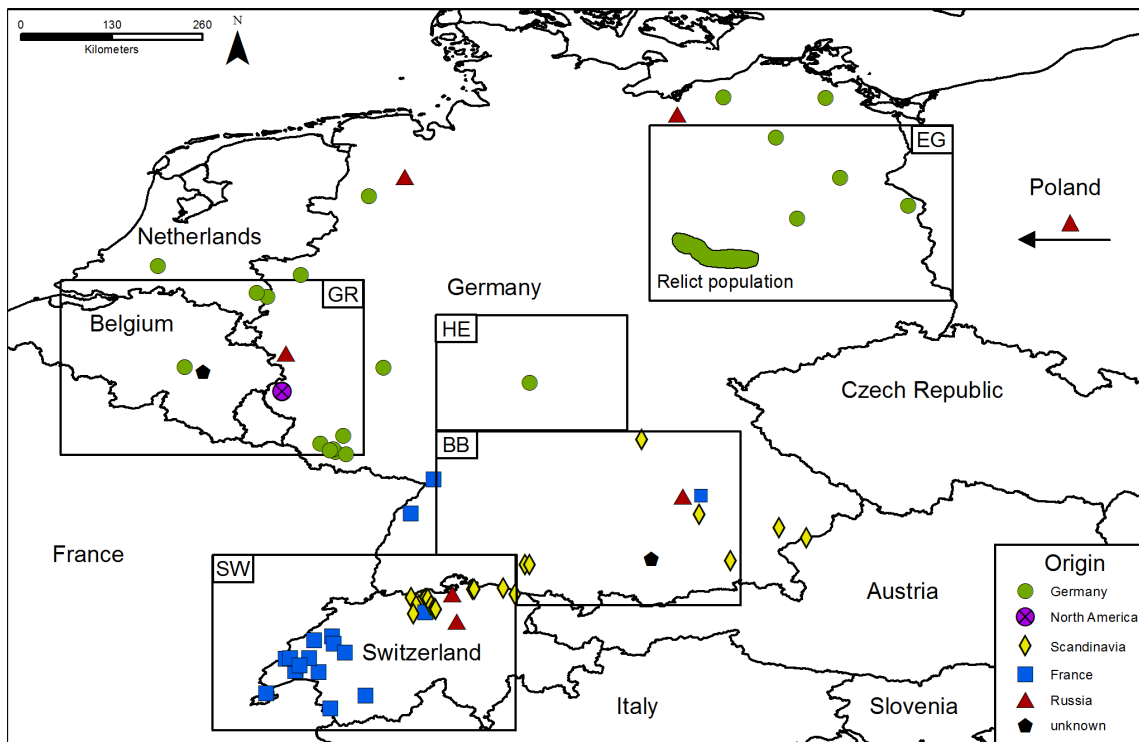 0 130 260
Kilometers
N
EG
Poland
Netherlands
Relict population
Germany
GR
Belgium
HE
Czech Republic
BB
France
SW
Switzerland
Austria
Italy
Slovenia
Origin
Germany
North America
Scandinavia
France
Russia
unknown